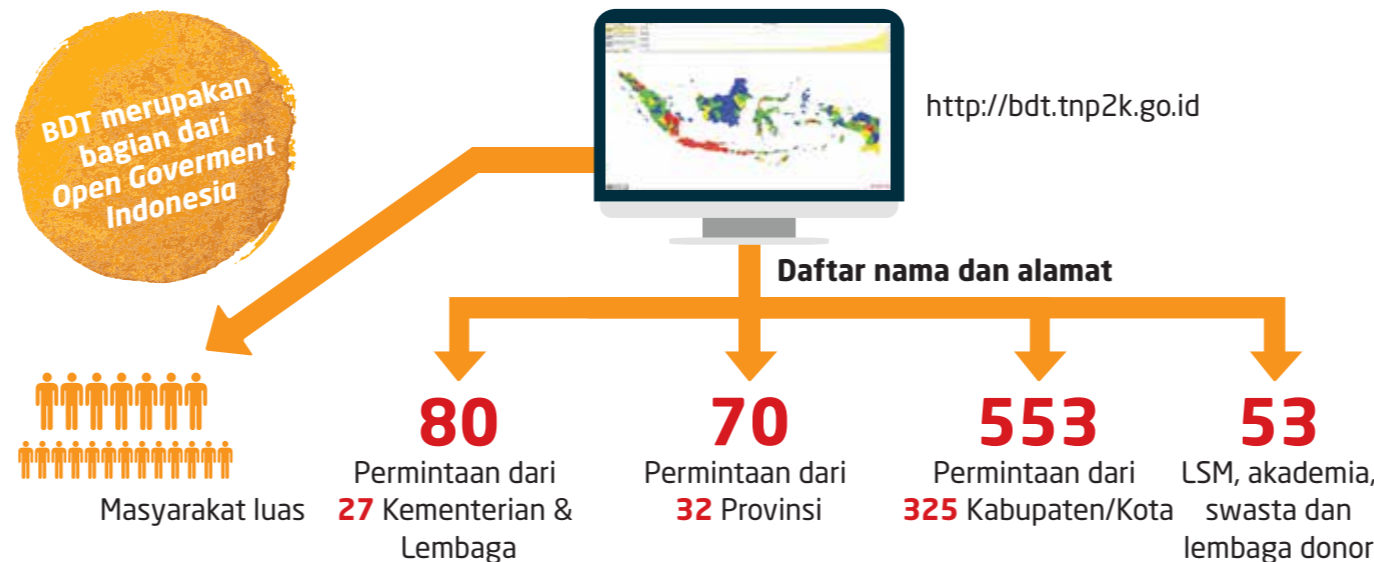 BDT merupakan
bagian dari
Open Goverment
Indonesia
http://bdt.tnp2k.go.id
Daftar nama dan alamat
Masyarakat luas
80
Permintaan dari
27 Kementerian &
Lembaga
70
Permintaan dari
32 Provinsi
553
Permintaan dari
325 Kabupaten/Kota
53
LSM, akademia,
swasta dan
lembaga donor